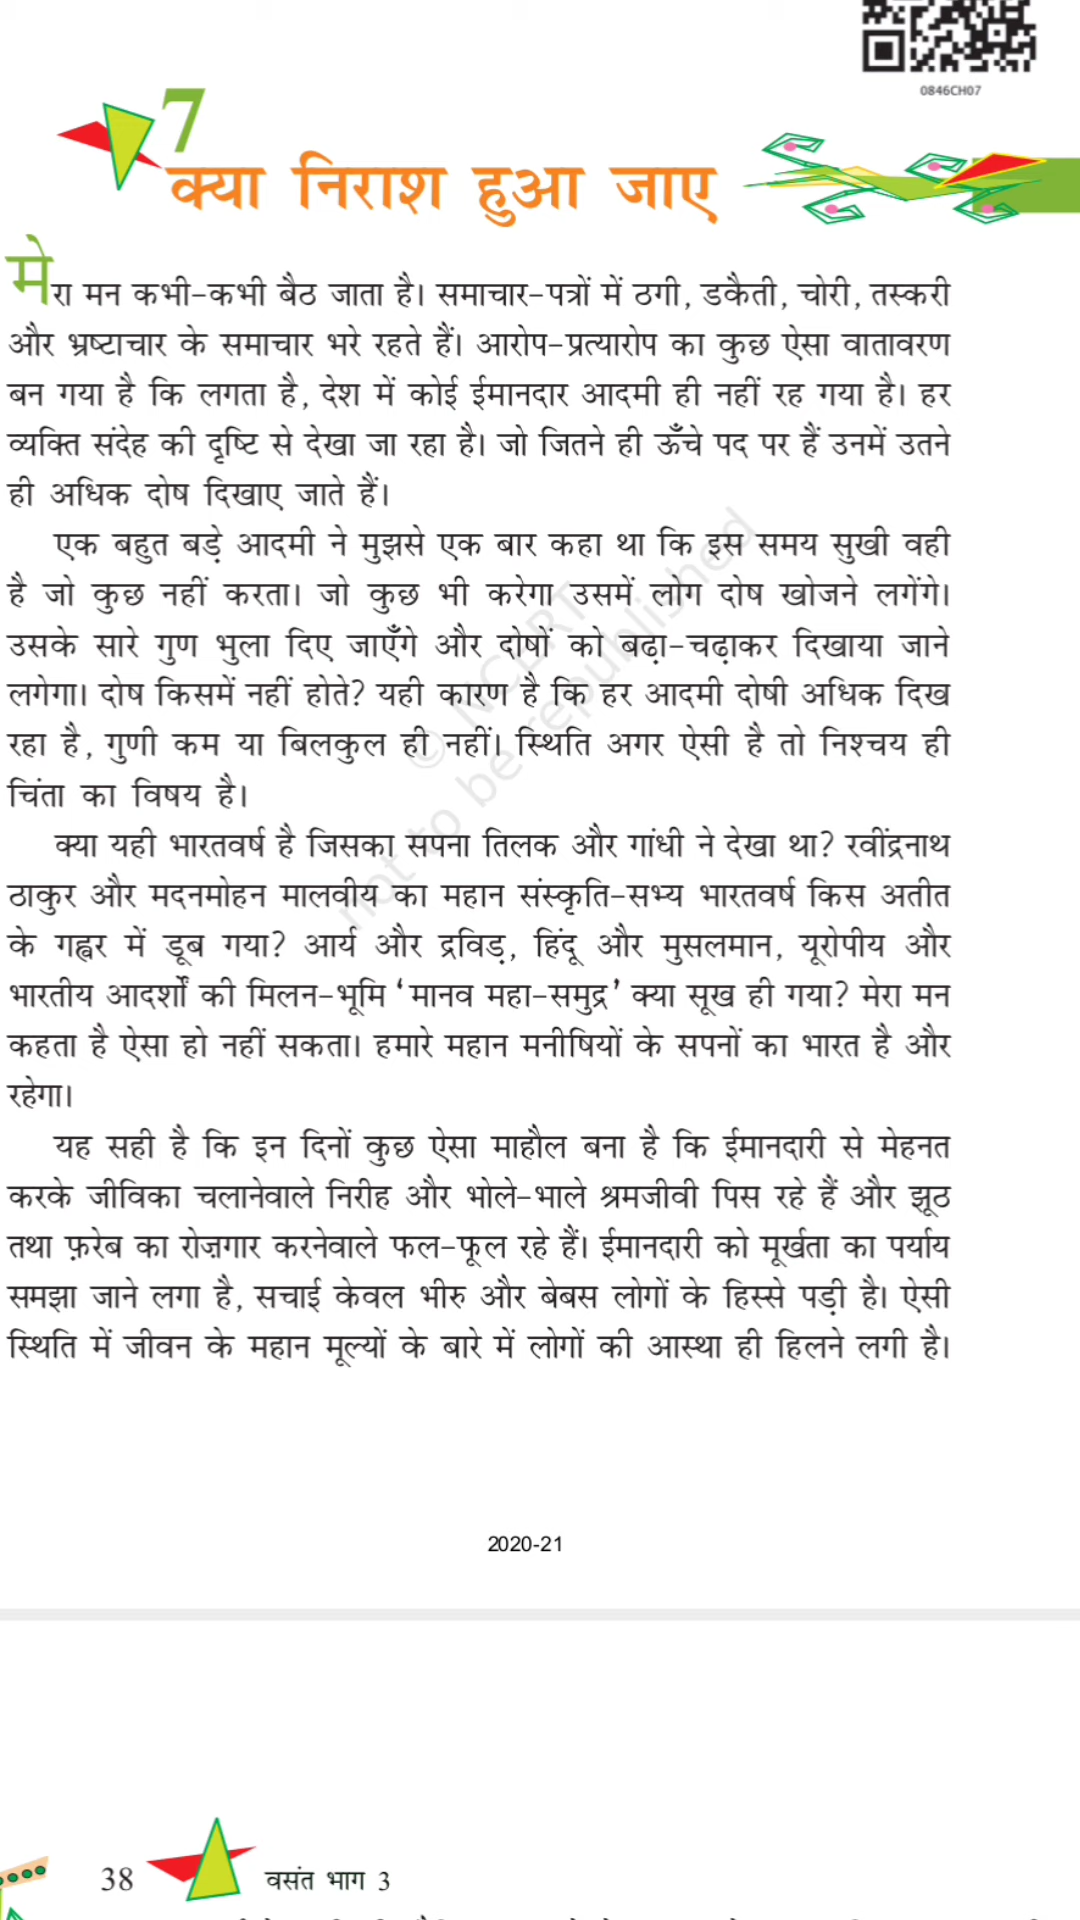 0846CH07
7
क्या निराश हुआ जाए
मेरा मन कभी-कभी बैठ जाता है। समाचार-पत्रों में ठगी, डकैती, चोरी, तस्करी
और भ्रष्टाचार के समाचार भरे रहते हैं। आरोप-प्रत्यारोप का कुछ ऐसा वातावरण
बन गया है कि लगता है, देश में कोई ईमानदार आदमी ही नहीं रह गया है। हर
व्यक्ति संदेह की दृष्टि से देखा जा रहा है। जो जितने ही ऊँचे पद पर हैं उनमें उतने
ही अधिक दोष दिखाए जाते हैं।
एक बहुत बड़े आदमी ने मुझसे एक बार कहा था कि इस समय सुखी वही
है जो कुछ नहीं करता। जो कुछ भी करेगा उसमें लोग दोष खोजने लगेंगे।
उसके सारे गुण भुला दिए जाएँगे और दोषों को बढ़ा-चढ़ाकर दिखाया जाने
लगेगा। दोष किसमें नहीं होते? यही कारण है कि हर आदमी दोषी अधिक दिख
रहा है, गुणी कम या बिलकुल ही नहीं। स्थिति अगर ऐसी है तो निश्चय ही
चिंता का विषय है।
क्या यही भारतवर्ष है जिसका सपना तिलक और गांधी ने देखा था? रवींद्रनाथ
ठाकुर और मदनमोहन मालवीय का महान संस्कृति-सभ्य भारतवर्ष किस अतीत
के गह्वर में डूब गया? आर्य और द्रविड़, हिंदू और मुसलमान, यूरोपीय और
भारतीय आदर्शों की मिलन-भूमि ‘मानव महा-समुद्र’ क्या सूख ही गया? मेरा मन
कहता है ऐसा हो नहीं सकता। हमारे महान मनीषियों के सपनों का भारत है और
रहेगा।
यह सही है कि इन दिनों कुछ ऐसा माहौल बना है कि ईमानदारी से मेहनत
करके जीविका चलानेवाले निरीह और भोले-भाले श्रमजीवी पिस रहे हैं और झूठ
तथा फ़रेब का रोज़गार करनेवाले फल-फूल रहे हैं। ईमानदारी को मूर्खता का पर्याय
समझा जाने लगा है, सचाई केवल भीरु और बेबस लोगों के हिस्से पड़ी है। ऐसी
स्थिति में जीवन के महान मूल्यों के बारे में लोगों की आस्था ही हिलने लगी है।
© NCERT
not to be republished
2020-21
38
वसंत भाग 3